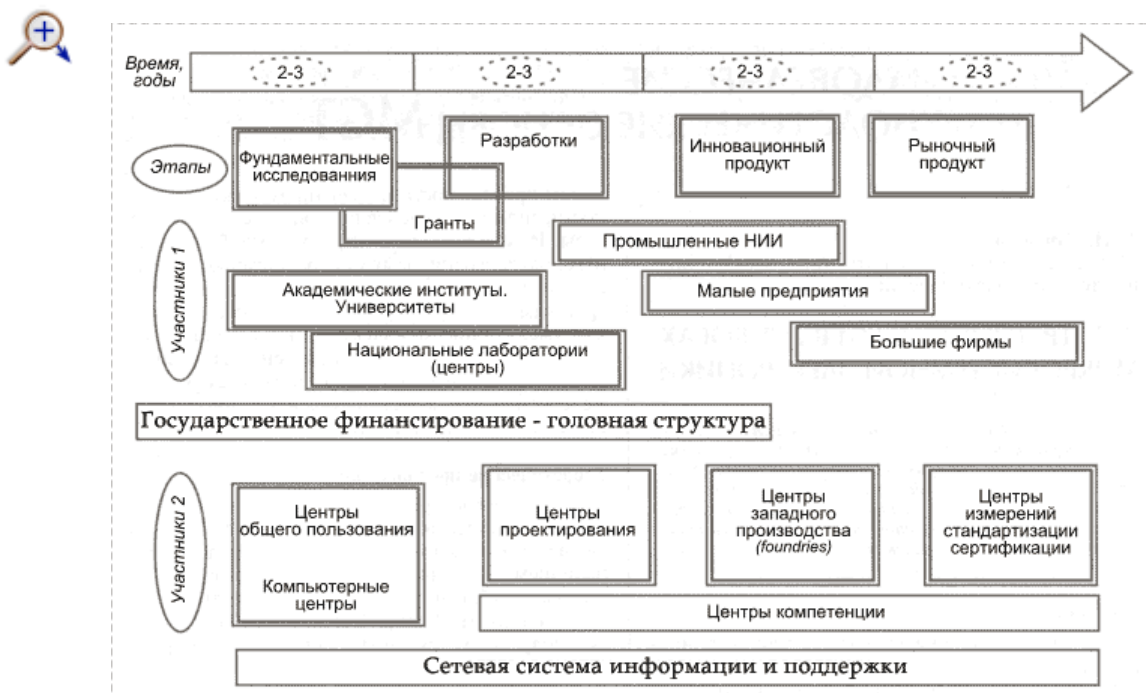 Время,
годы
2-3
2-3
2-3
2-3
Этапы
Фундаментальные
исследованния
Разработки
Инновационный
продукт
Рыночный
продукт
Гранты
Участники 1
Промышленные НИИ
Академические институты.
Университеты
Малые предприятия
Национальные лаборатории
(центры)
Большие фирмы
Государственное финансирование - головная структура
Участники 2
Центры
общего пользования
Компьютерные
центры
Центры
проектирования
Центры
западного
производства
(foundries)
Центры
измерений
стандартизации
сертификации
Центры компетенции
Сетевая система информации и поддержки